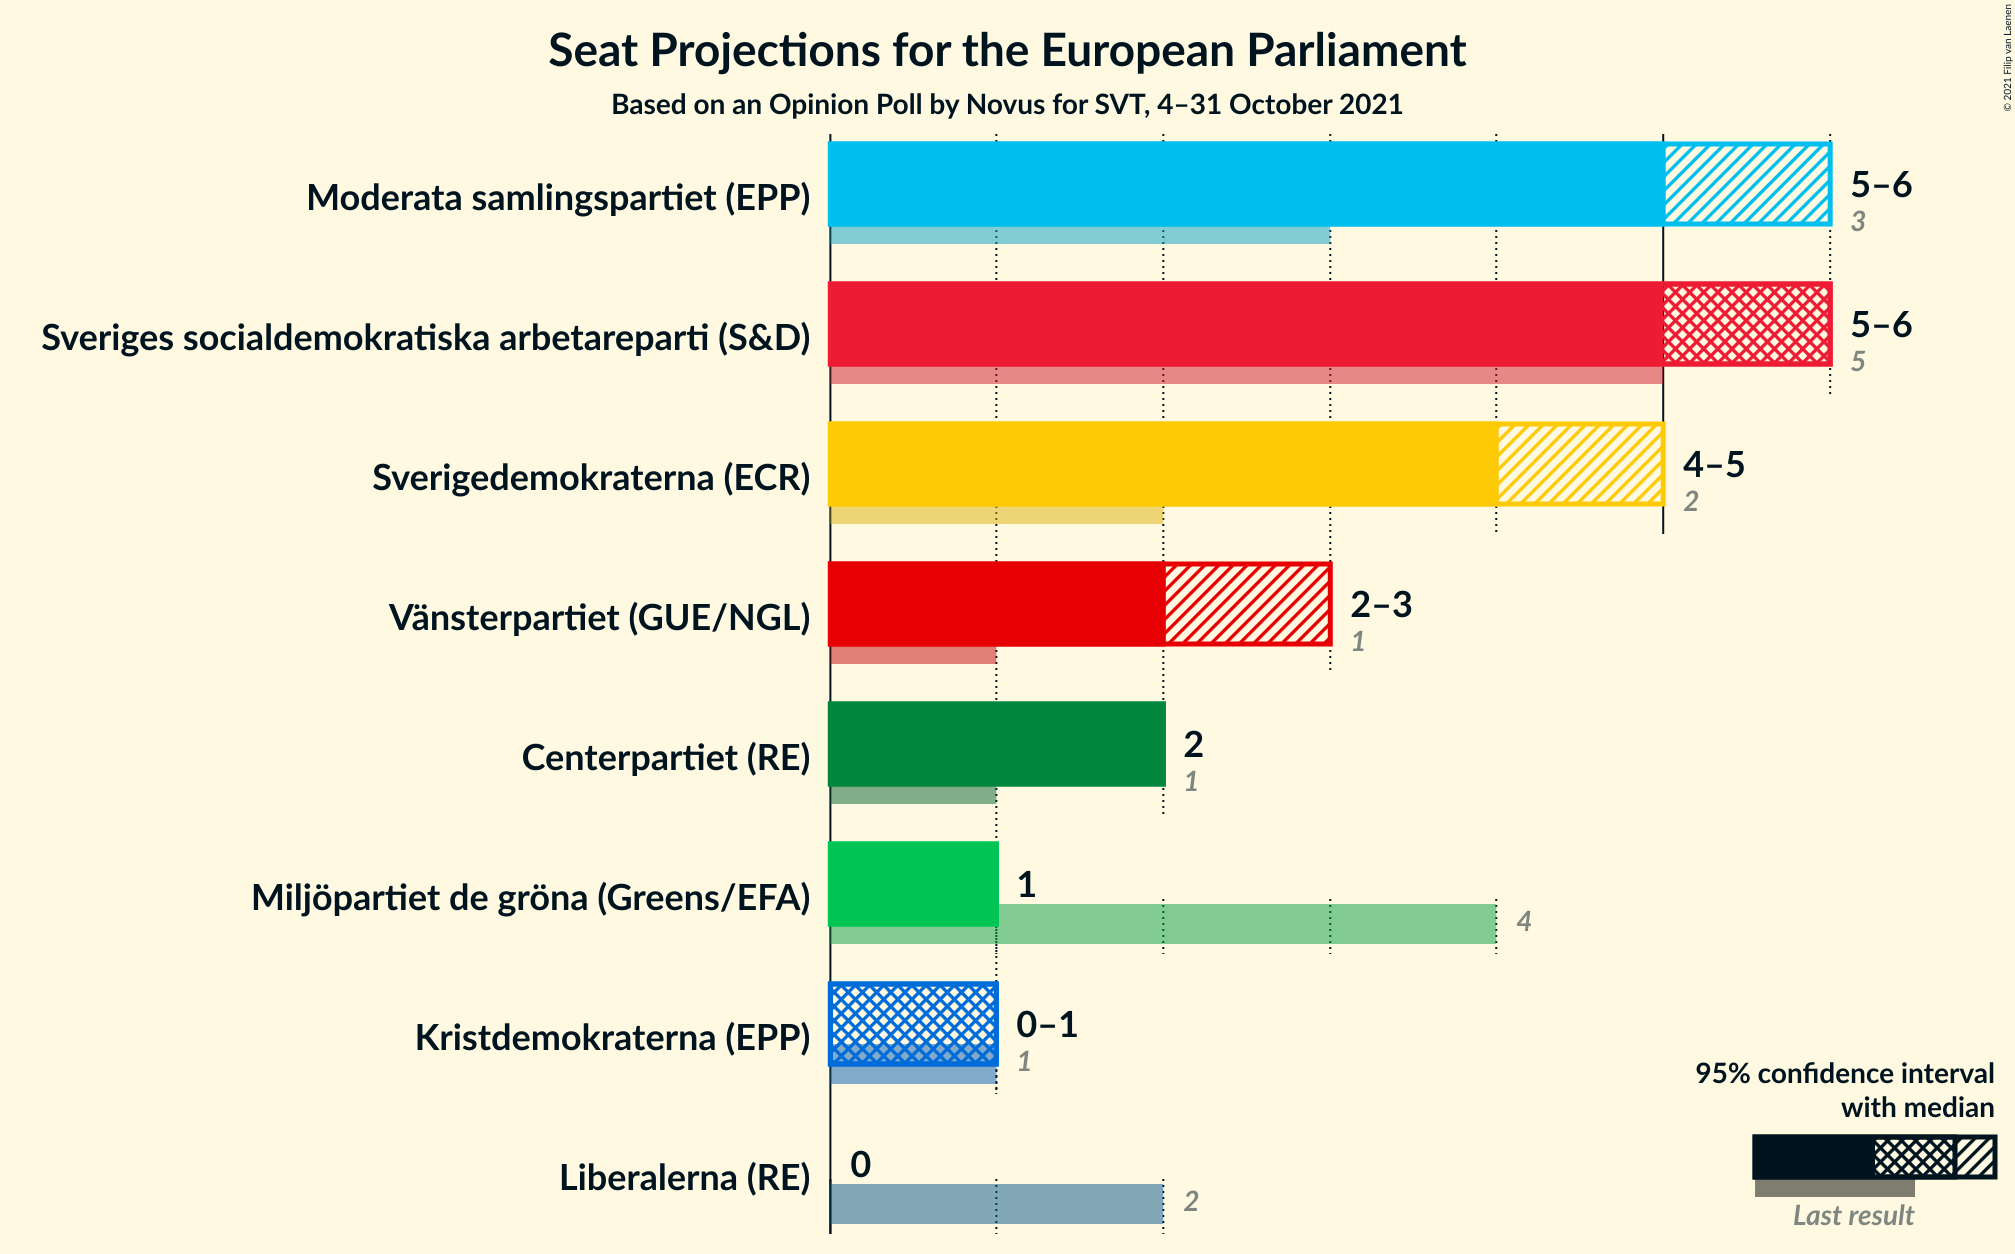 Seat Projections for the European Parliament
Based on an Opinion Poll by Novus for SVT, 4–31 October 2021
© 2021 Filip van Laenen
Moderata samlingspartiet (EPP)
5–6
3
Sveriges socialdemokratiska arbetareparti (S&D)
5–6
5
Sverigedemokraterna (ECR)
4–5
2
Vänsterpartiet (GUE/NGL)
2–3
1
Centerpartiet (RE)
2
1
Miljöpartiet de gröna (Greens/EFA)
1
4
Kristdemokraterna (EPP)
0–1
1
Liberalerna (RE)
0
2
95% confidence interval
with median
Last result